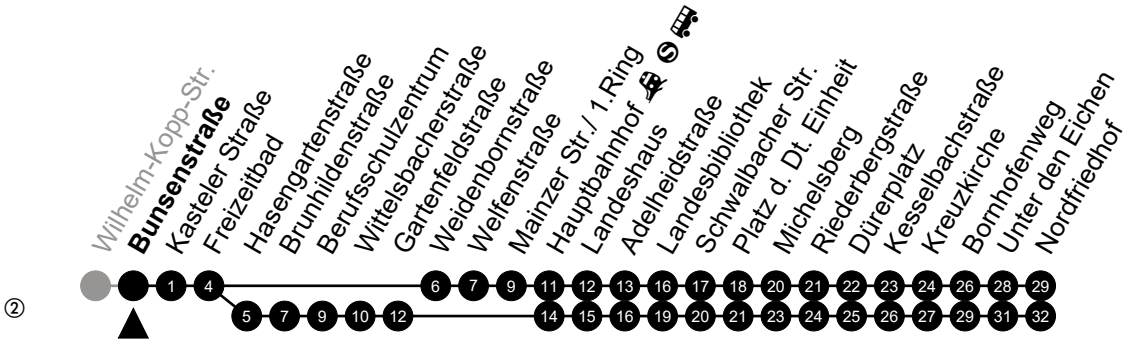 Wilhelm-Kopp-Str.
Bunsenstraße
Kasteler Straße
Freizeitbad
Hasengartenstraße
Brunhildenstraße
Berufsschulzentrum
Wittelsbacherstraße
Gartenfeldstraße
Weidenbornstraße
Welfenstraße
Mainzer Str./ 1.Ring
Hauptbahnhof S
Landeshaus
Adelheidstraße
Landesbibliothek
Schwalbacher Str.
Platz d. Dt. Einheit
Michelsberg
Riederbergstraße
Dürerplatz
Kesselbachstraße
Kreuzkirche
Bornhofenweg
Unter den Eichen
Nordfriedhof
1 4 6 7 9 11 12 13 16 17 18 20 21 22 23 24 26 28 29
② 5 7 9 10 12 14 15 16 19 20 21 23 24 25 26 27 29 31 32